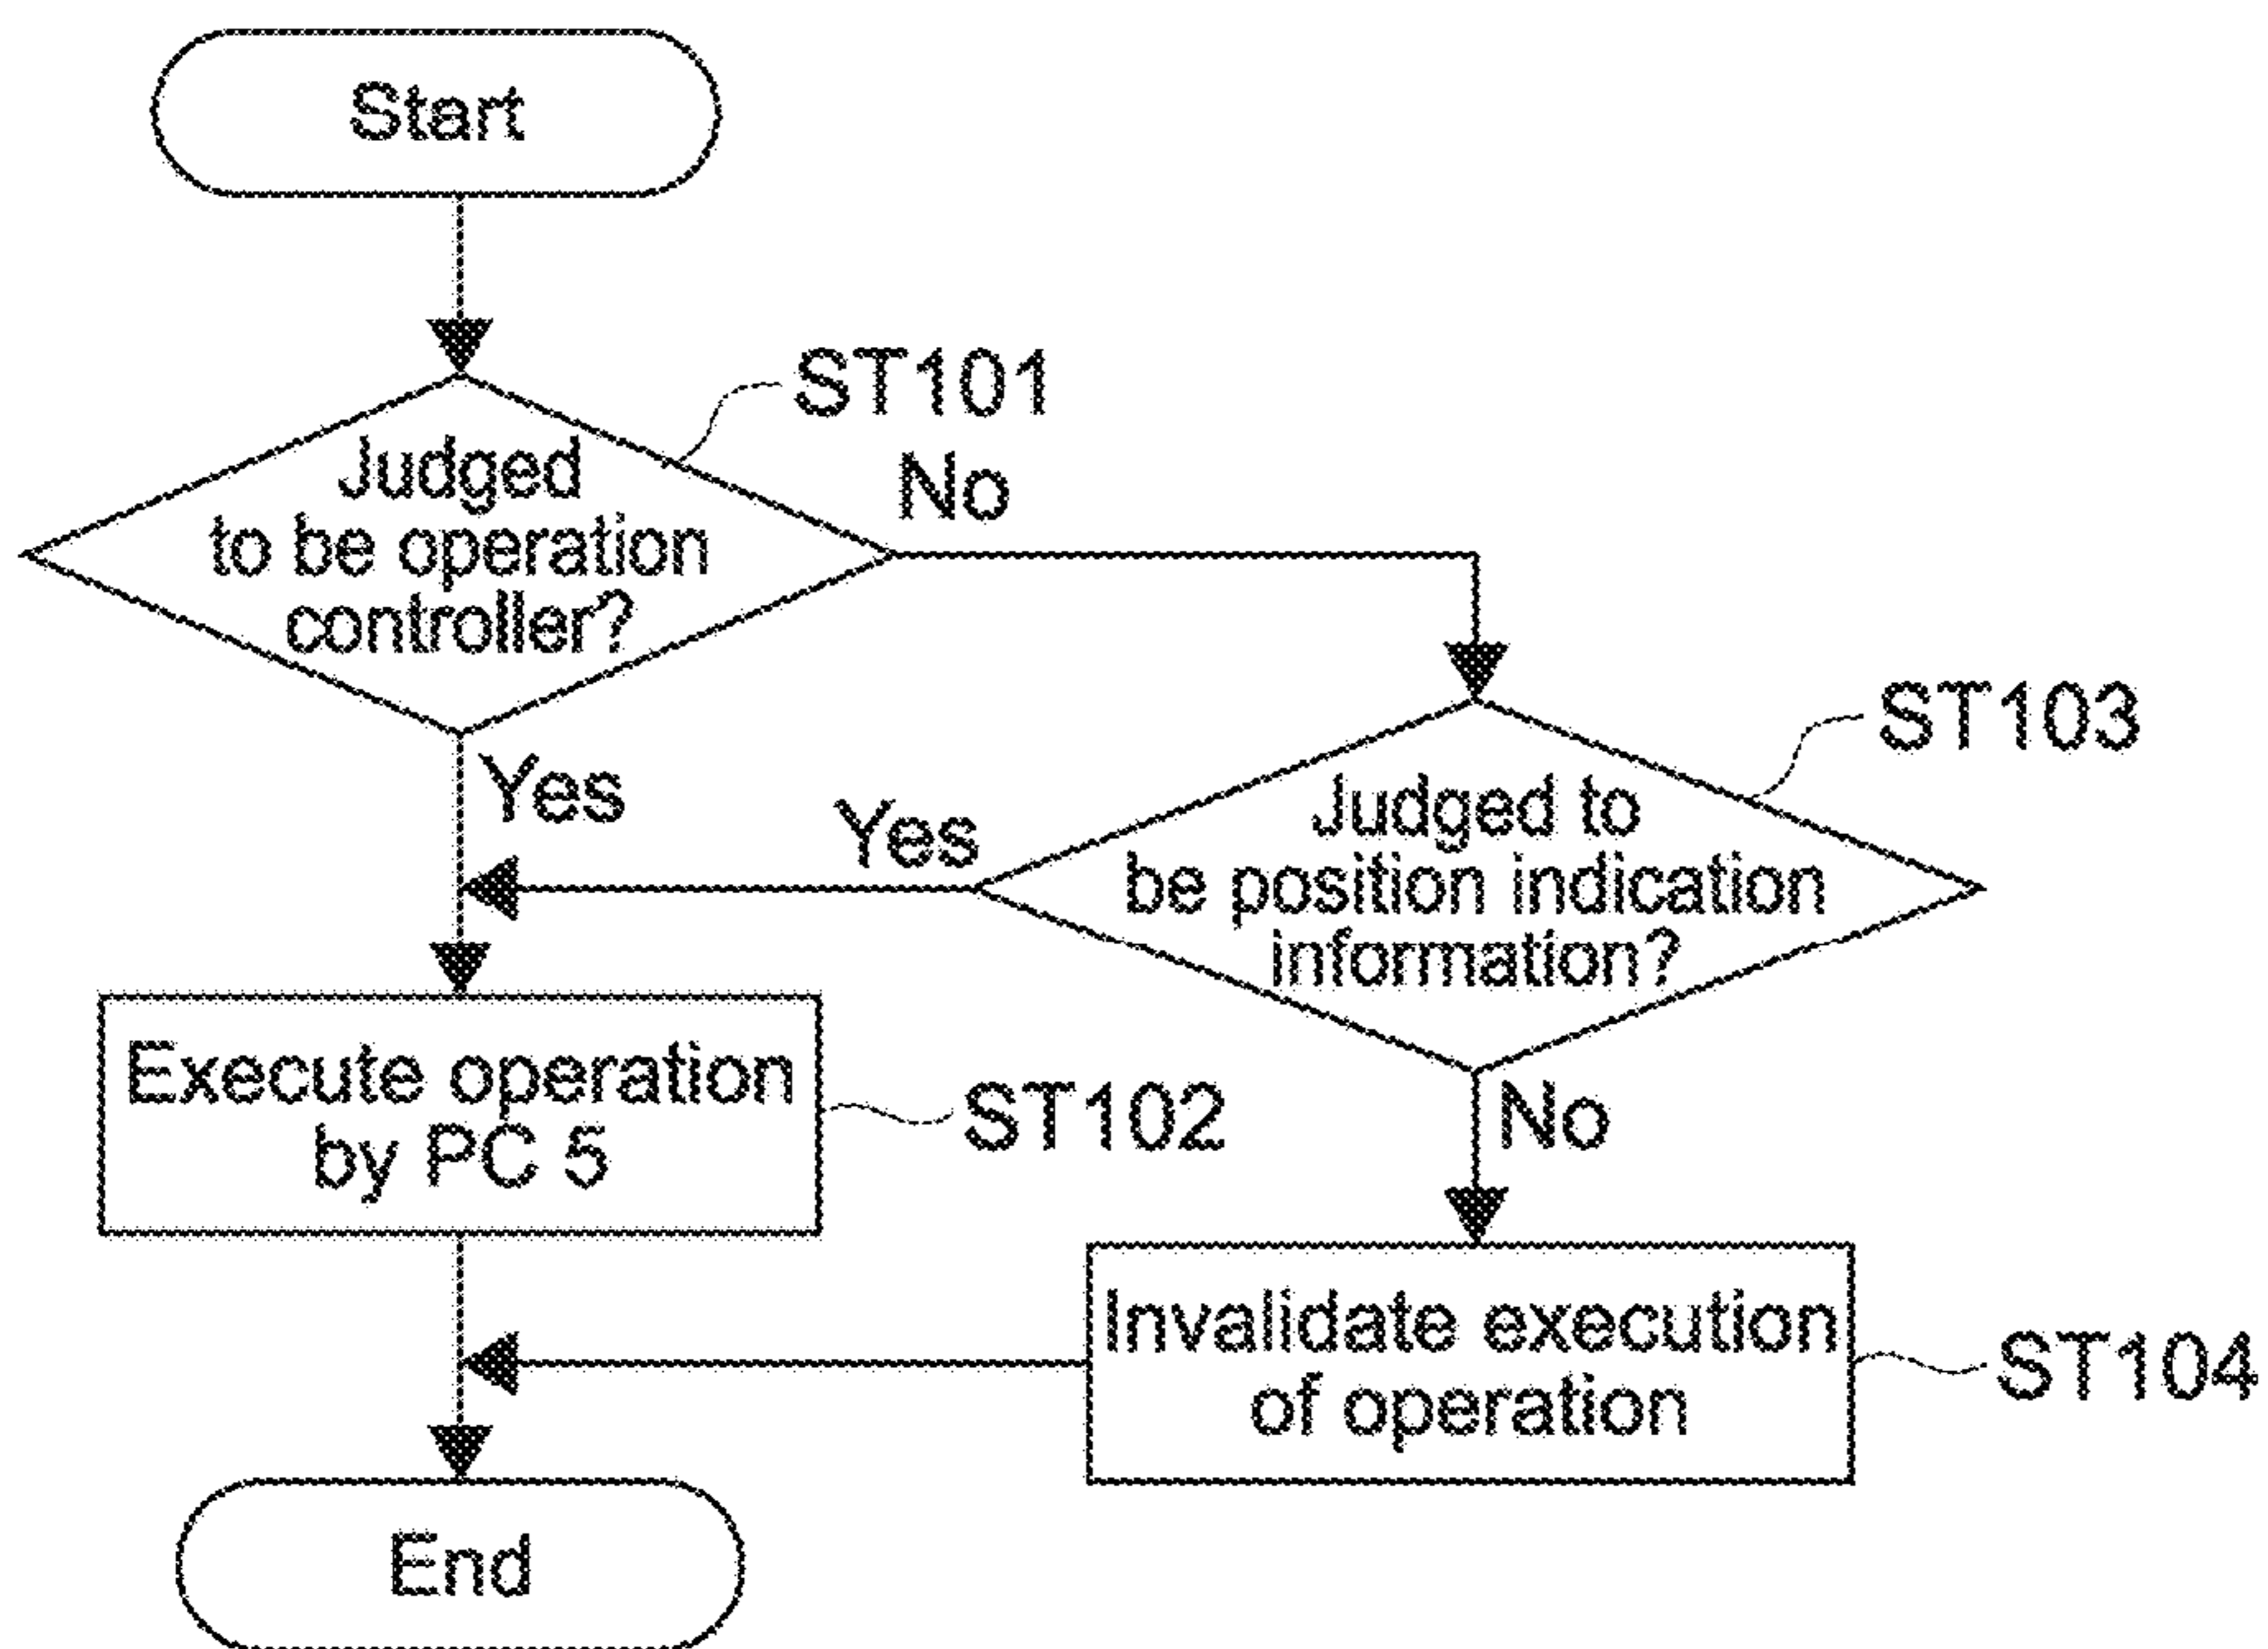 Start
ST101
Judged
to be operation
controller?
No
Yes
ST103
Judged to
be position indication
information?
Yes
No
Execute operation
by PC 5
ST102
Invalidate execution
of operation
ST104
End